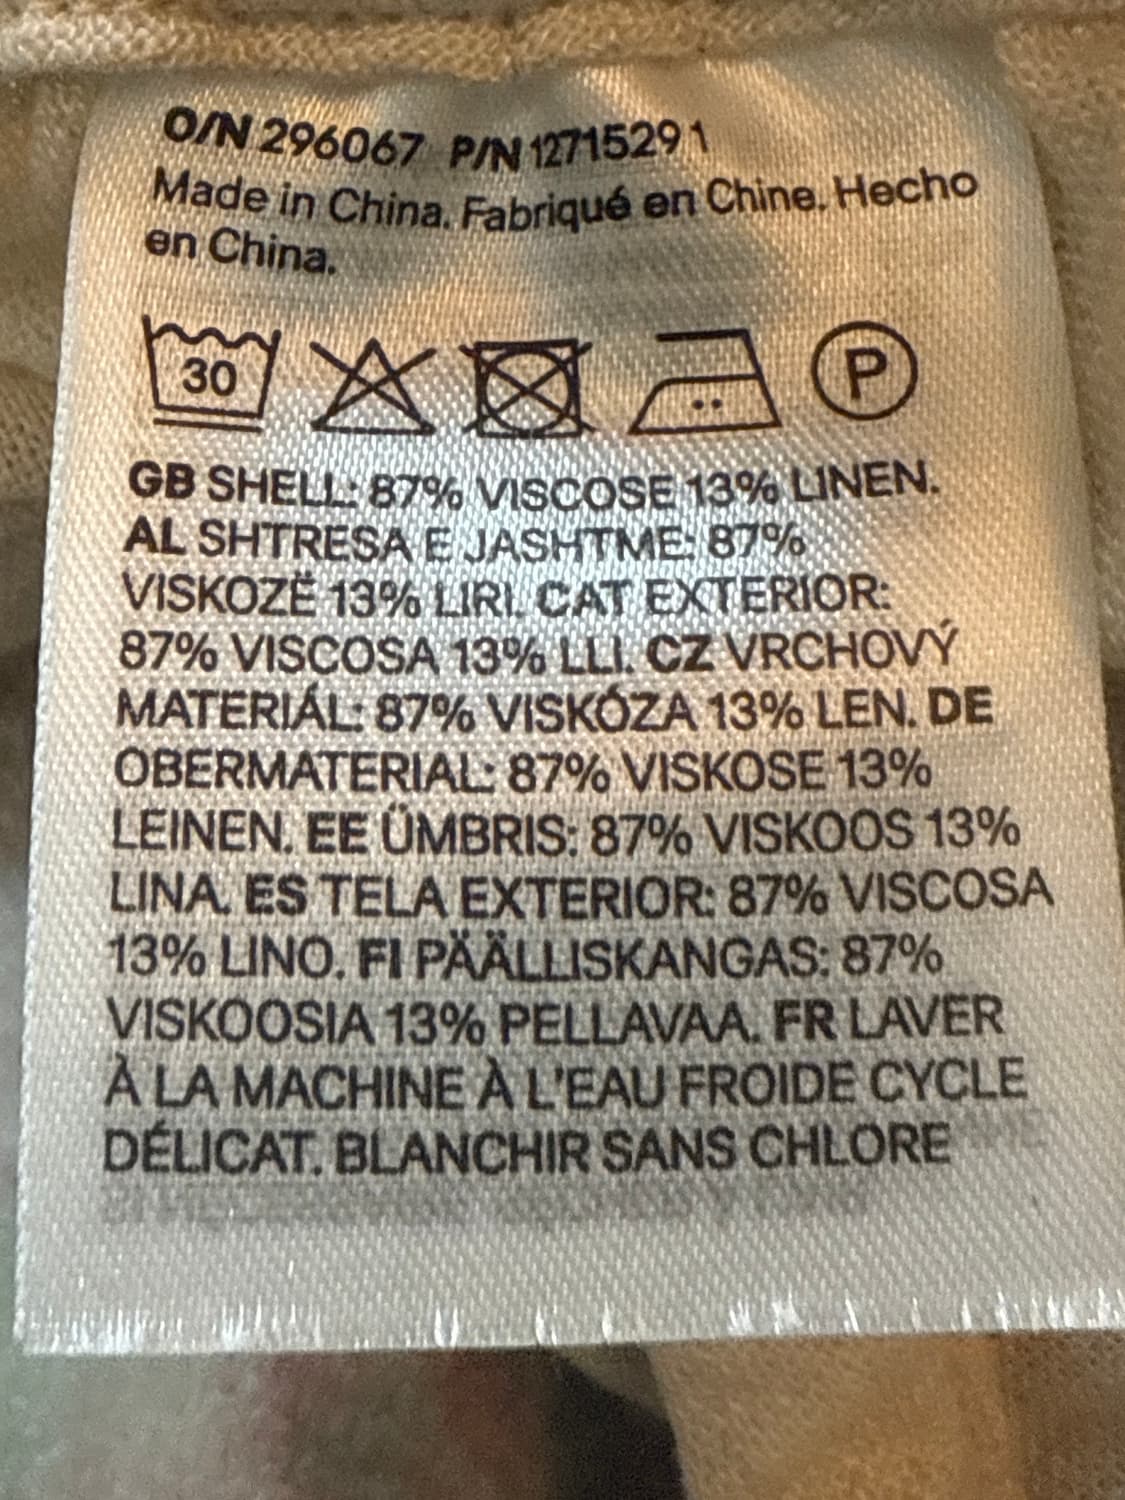 O/N 296067 P/N 1271529 1
Made in China. Fabriqué en Chine. Hecho
en China.
30
P
GB SHELL: 87% VISCOSE 13% LINEN.
AL SHTRESA E JASHTME: 87%
VISKOZË 13% LIRI. CAT EXTERIOR:
87% VISCOSA 13% LLI. CZ VRCHOVÝ
MATERIÁL: 87% VISKÓZA 13% LEN. DE
OBERMATERIAL: 87% VISKOSE 13%
LEINEN. EE ÜMBRIS: 87% VISKOOS 13%
LINA. ES TELA EXTERIOR: 87% VISCOSA
13% LINO. FI PÄÄLLISKANGAS: 87%
VISKOOSIA 13% PELLAVAA. FR LAVER
À LA MACHINE À L'EAU FROIDE CYCLE
DÉLICAT. BLANCHIR SANS CHLORE